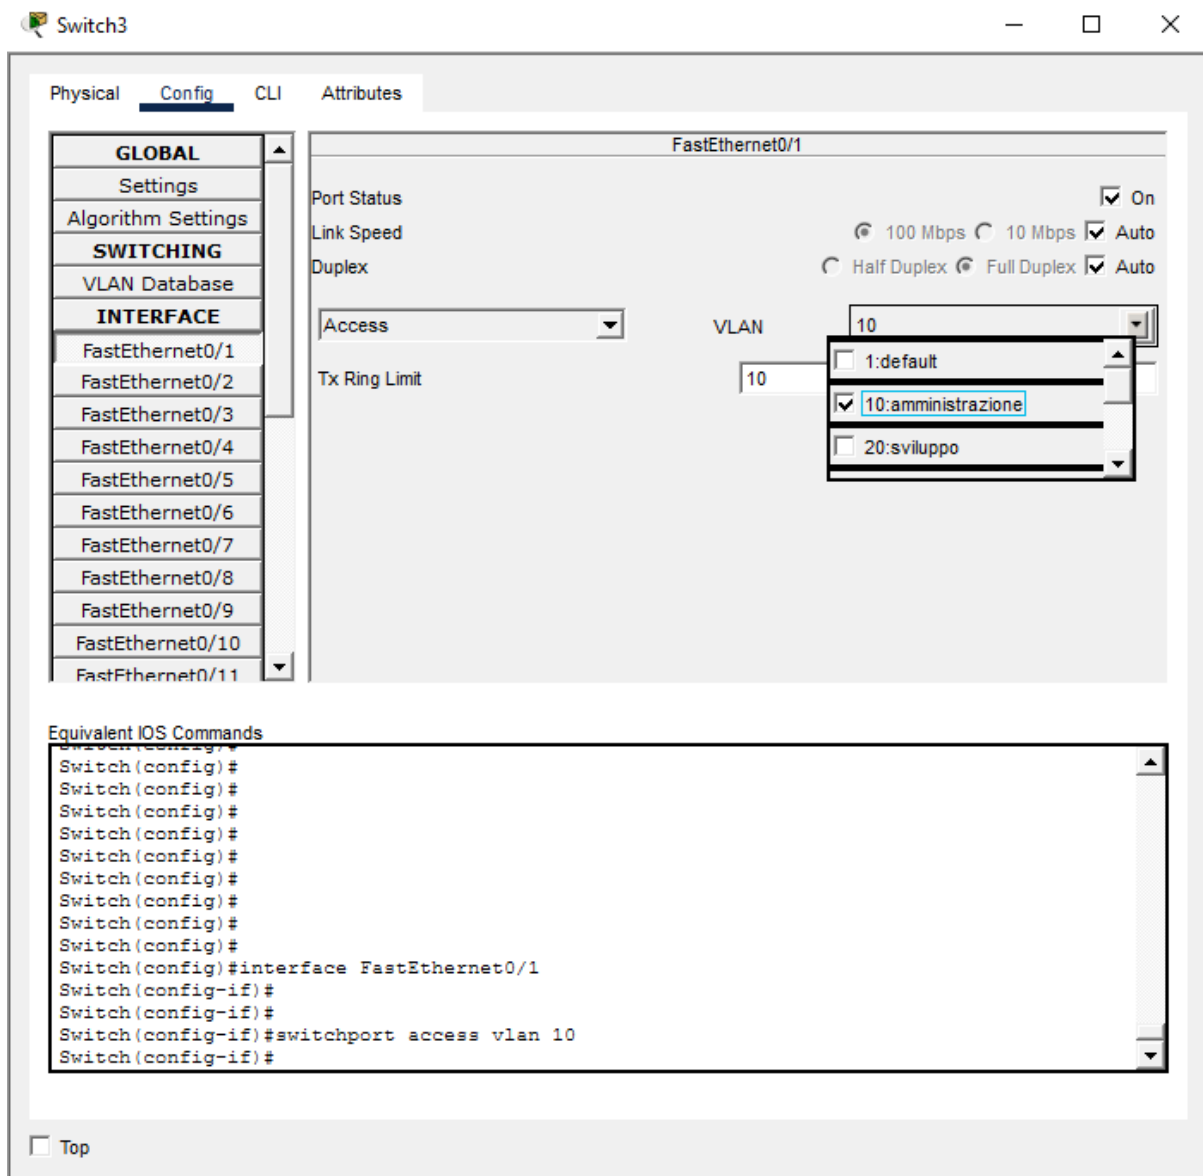 Switch3
Physical Config CLI Attributes
GLOBAL
Settings
Algorithm Settings
SWITCHING
VLAN Database
INTERFACE
FastEthernet0/1
FastEthernet0/2
FastEthernet0/3
FastEthernet0/4
FastEthernet0/5
FastEthernet0/6
FastEthernet0/7
FastEthernet0/8
FastEthernet0/9
FastEthernet0/10
FastEthernet0/11
FastEthernet0/1
Port Status On
Link Speed 100 Mbps 10 Mbps Auto
Duplex Half Duplex Full Duplex Auto
Access VLAN 10
1:default
Tx Ring Limit 10
10:amministrazione
20:sviluppo
Equivalent IOS Commands
Switch(config)#
Switch(config)#
Switch(config)#
Switch(config)#
Switch(config)#
Switch(config)#
Switch(config)#
Switch(config)#
Switch(config)#
Switch(config)#
Switch(config)#interface FastEthernet0/1
Switch(config-if)#
Switch(config-if)#
Switch(config-if)#switchport access vlan 10
Switch(config-if)#
Top